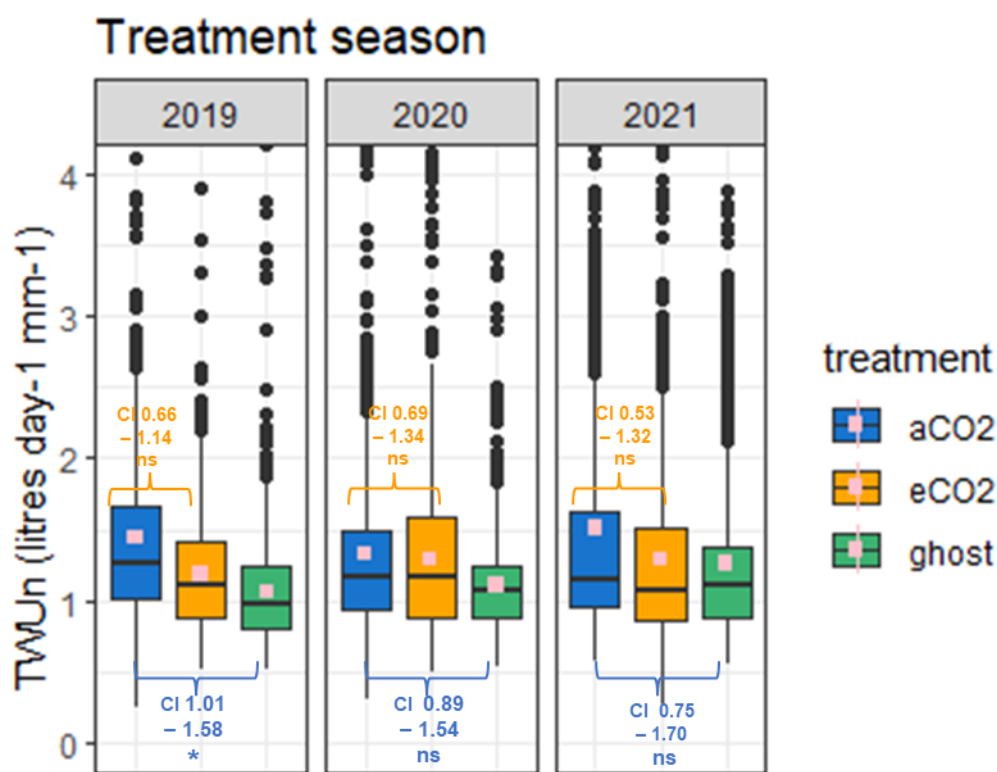 Treatment season
2019
2020
2021
TWUn (litres day-1 mm-1)
4
3
2
1
0
CI 0.66
– 1.14
ns
CI 0.69
– 1.34
ns
CI 0.53
– 1.32
ns
CI 1.01
– 1.58
*
CI 0.89
– 1.54
ns
CI 0.75
– 1.70
ns
treatment
aCO2
eCO2
ghost